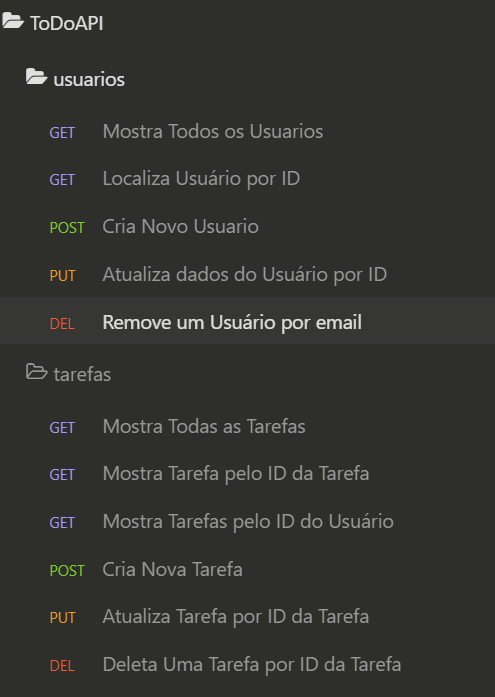 ToDoAPI
usuarios
GET Mostra Todos os Usuarios
GET Localiza Usuário por ID
POST Cria Novo Usuario
PUT Atualiza dados do Usuário por ID
DEL Remove um Usuário por email
tarefas
GET Mostra Todas as Tarefas
GET Mostra Tarefa pelo ID da Tarefa
GET Mostra Tarefas pelo ID do Usuário
POST Cria Nova Tarefa
PUT Atualiza Tarefa por ID da Tarefa
DEL Deleta Uma Tarefa por ID da Tarefa